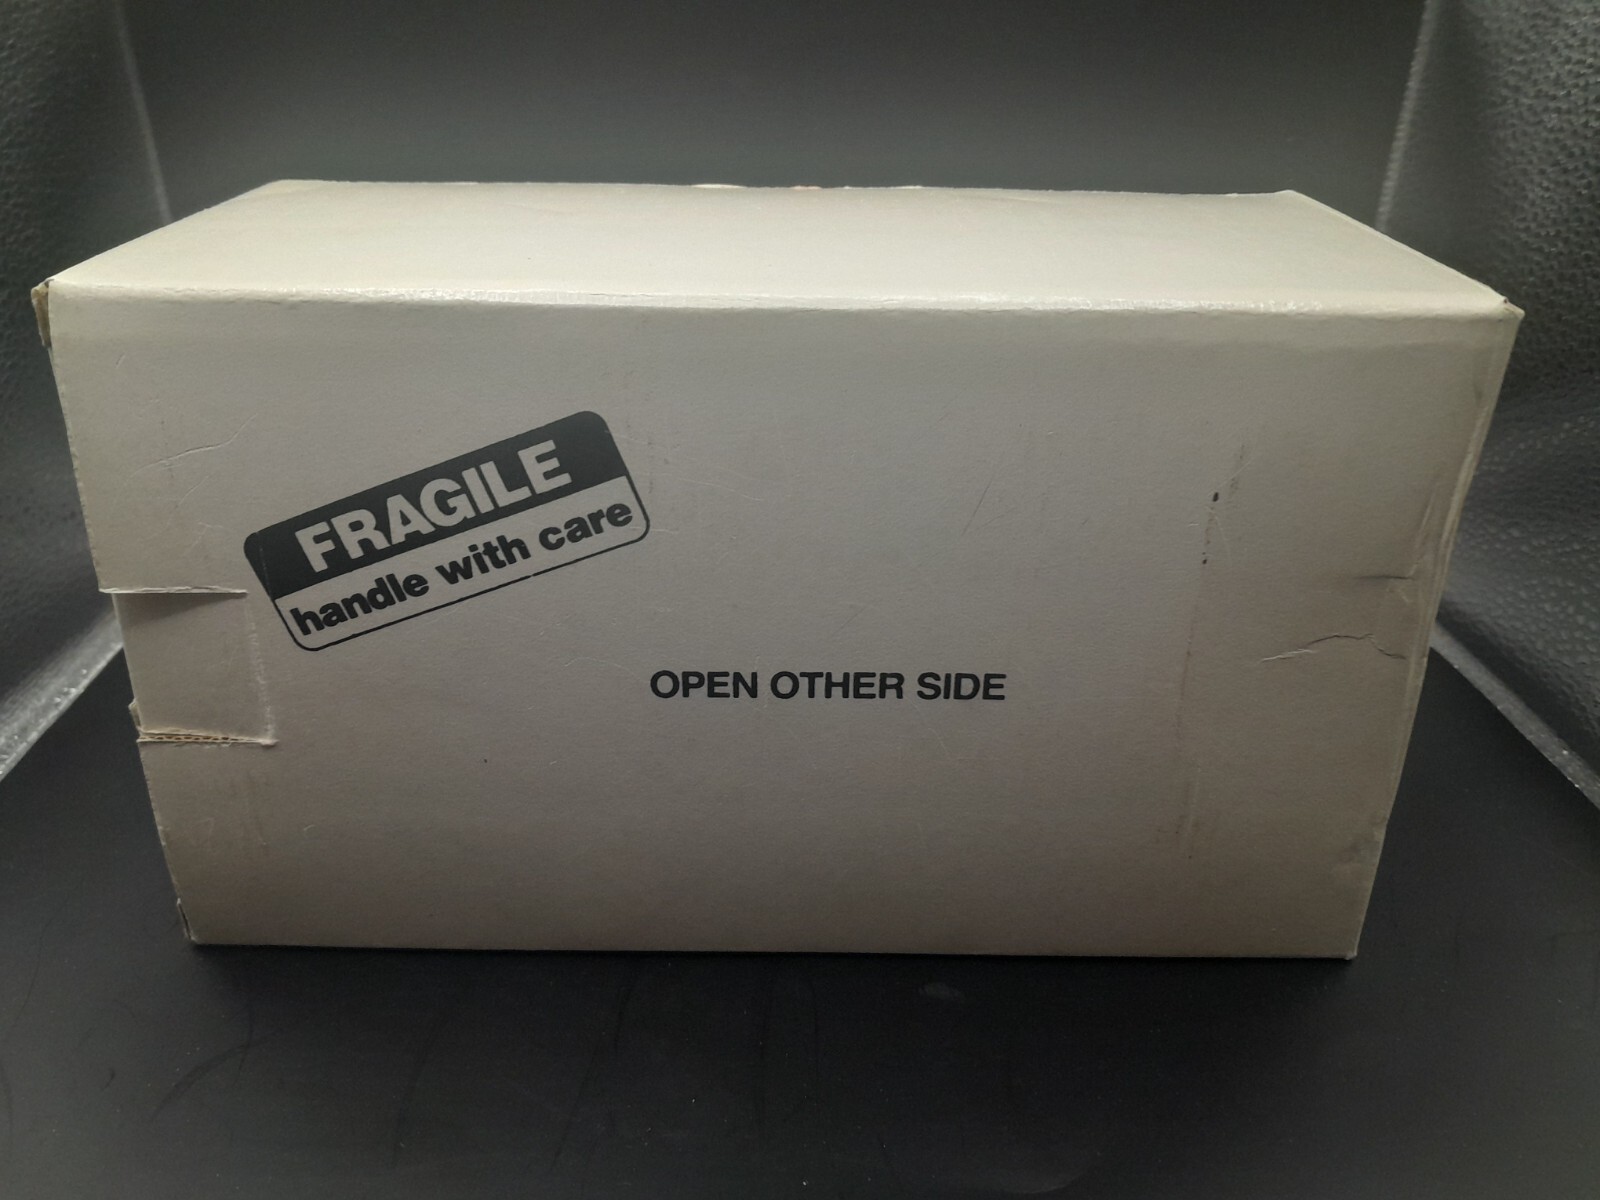 FRAGILE
handle with care
OPEN OTHER SIDE